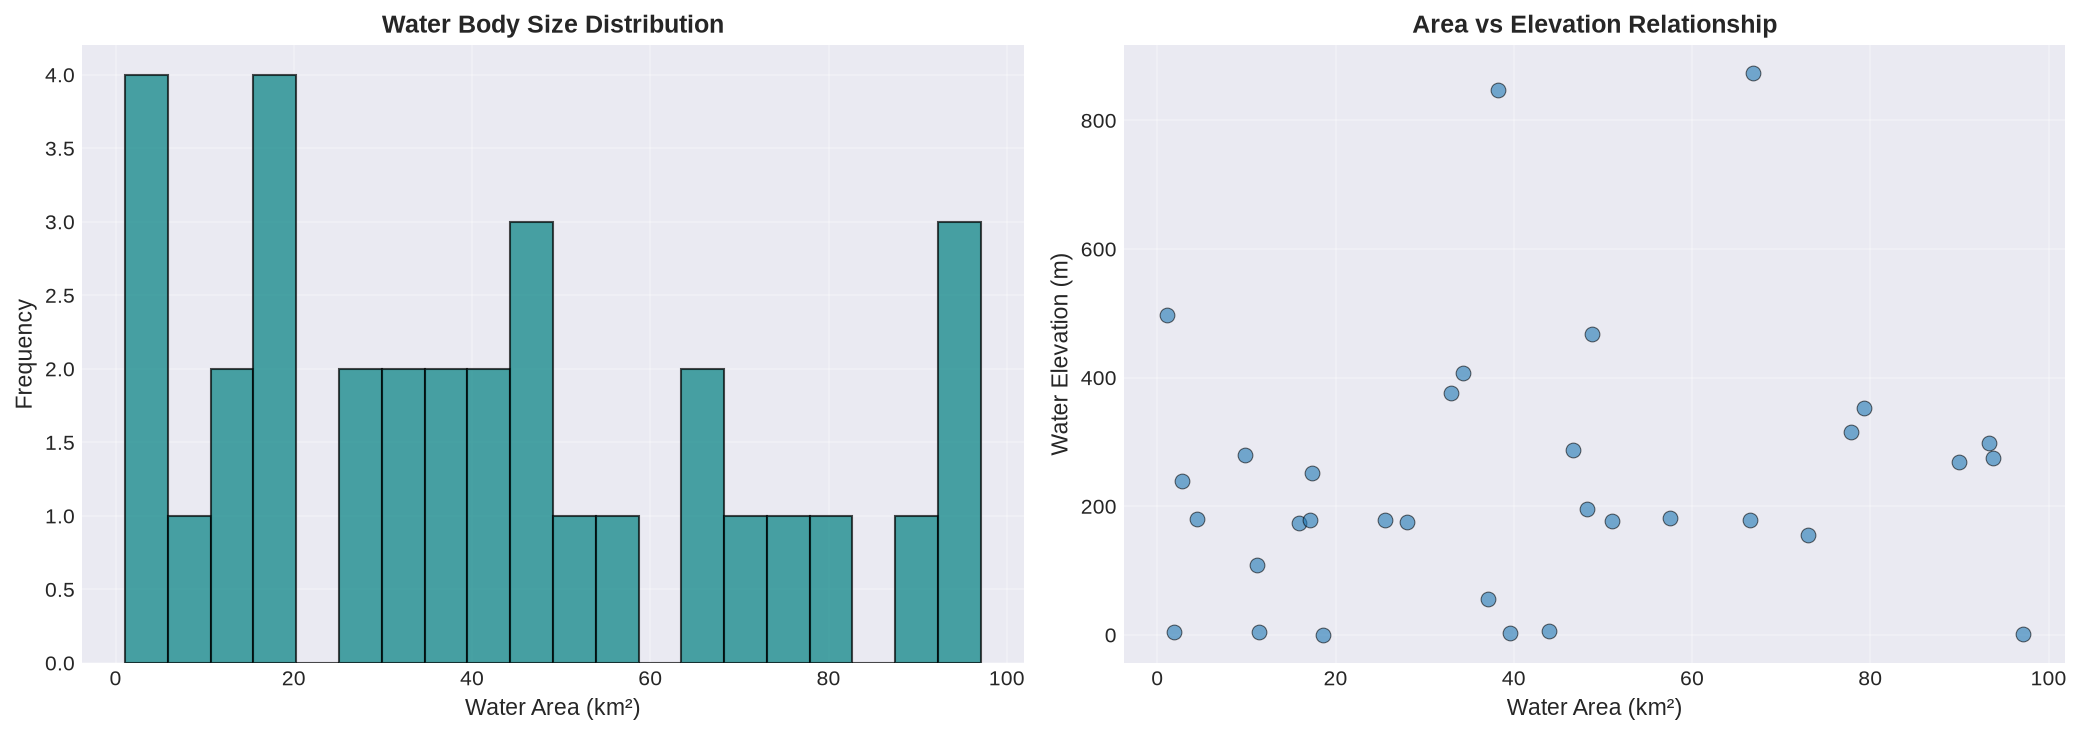 Water Body Size Distribution
4.0
3.5
3.0
2.5
2.0
1.5
1.0
0.5
0.0
Frequency
0 20 40 60 80 100
Water Area (km²)
Area vs Elevation Relationship
800
600
400
200
0
Water Elevation (m)
0 20 40 60 80 100
Water Area (km²)